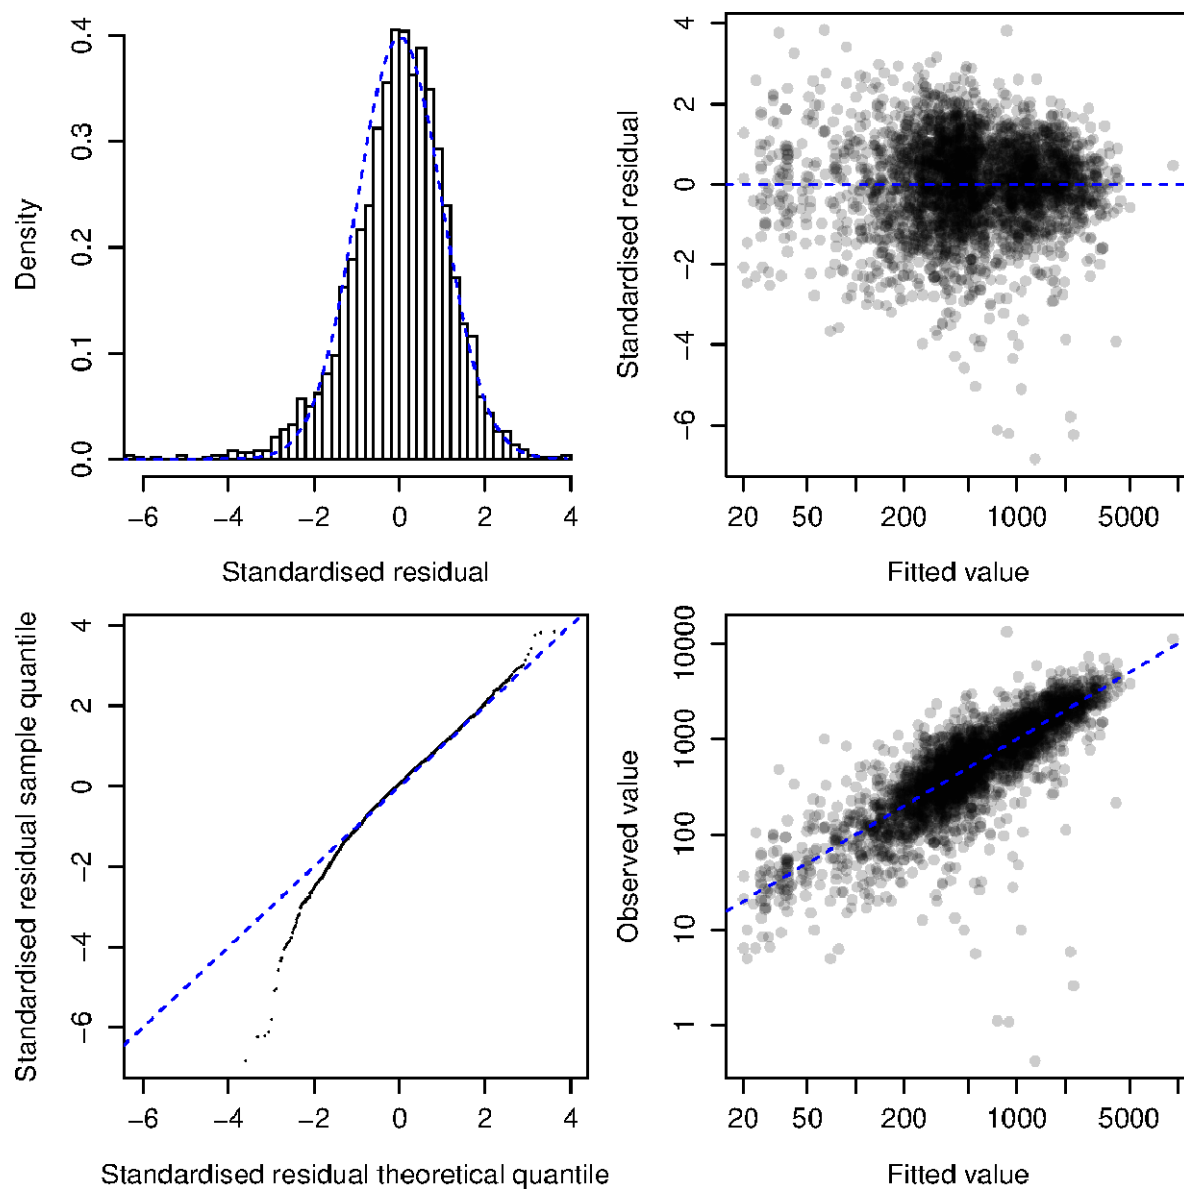 Density
0.0 0.1 0.2 0.3 0.4
−6 −4 −2 0 2 4
Standardised residual
Standardised residual
−6 −4 −2 0 2 4
20 50 200 1000 5000
Fitted value
Standardised residual sample quantile
−6 −4 −2 0 2 4
−6 −4 −2 0 2 4
Standardised residual theoretical quantile
Observed value
1 10 100 1000 10000
20 50 200 1000 5000
Fitted value